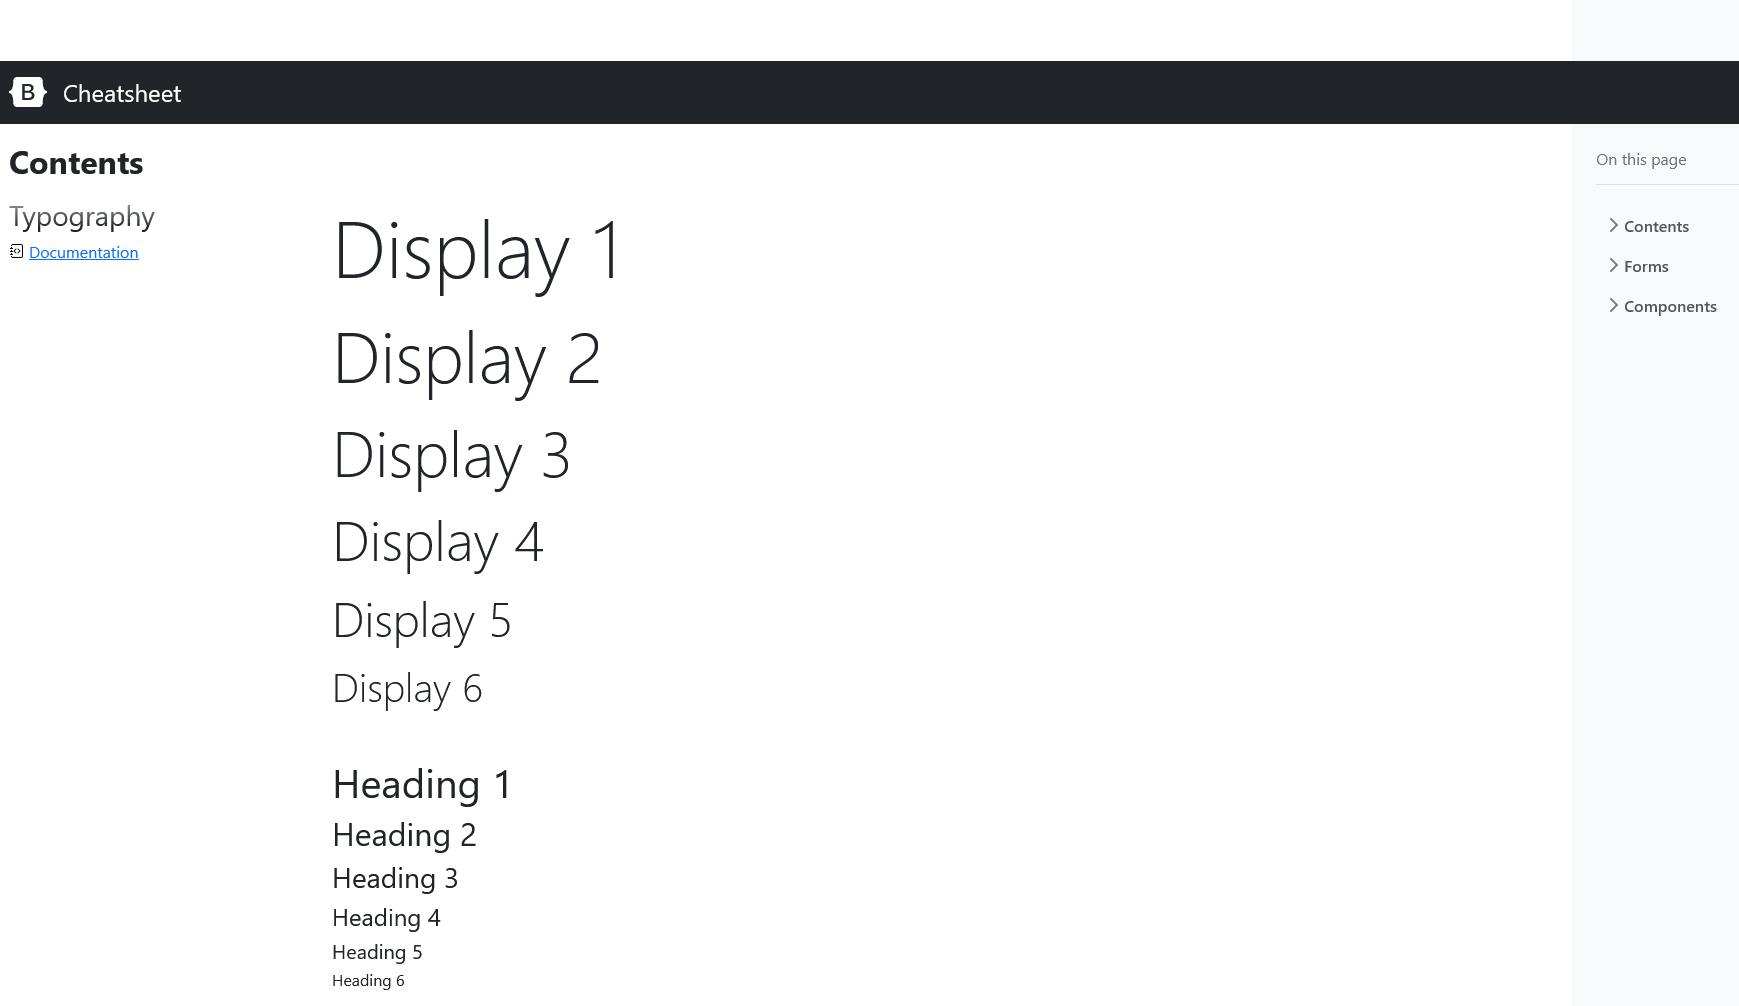 B Cheatsheet
Contents
Typography
Documentation
Display 1
Display 2
Display 3
Display 4
Display 5
Display 6
Heading 1
Heading 2
Heading 3
Heading 4
Heading 5
Heading 6
On this page
Contents
Forms
Components